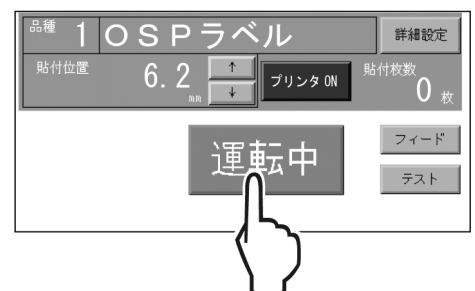 品種 1 OSPラベル 詳細設定
貼付位置 6.2 mm ↑ ↓ プリンタ ON 貼付枚数 0 枚
運転中
フィード
テスト